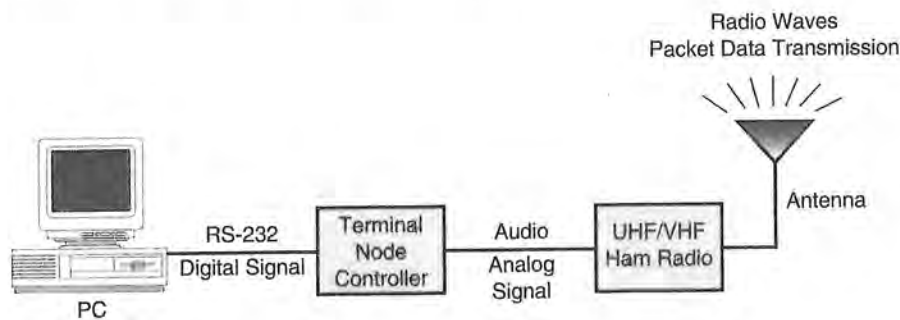 Radio Waves
Packet Data Transmission
Antenna
RS-232
Digital Signal
Terminal
Node
Controller
Audio
Analog
Signal
UHF/VHF
Ham Radio
PC